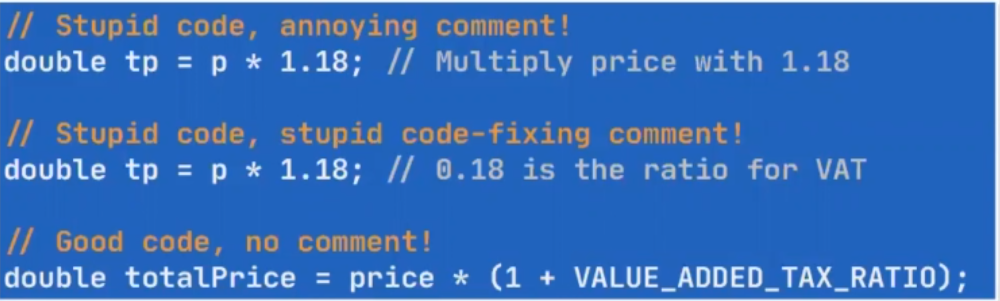 // Stupid code, annoying comment!
double tp = p * 1.18; // Multiply price with 1.18
// Stupid code, stupid code-fixing comment!
double tp = p * 1.18; // 0.18 is the ratio for VAT
// Good code, no comment!
double totalPrice = price * (1 + VALUE_ADDED_TAX_RATIO);